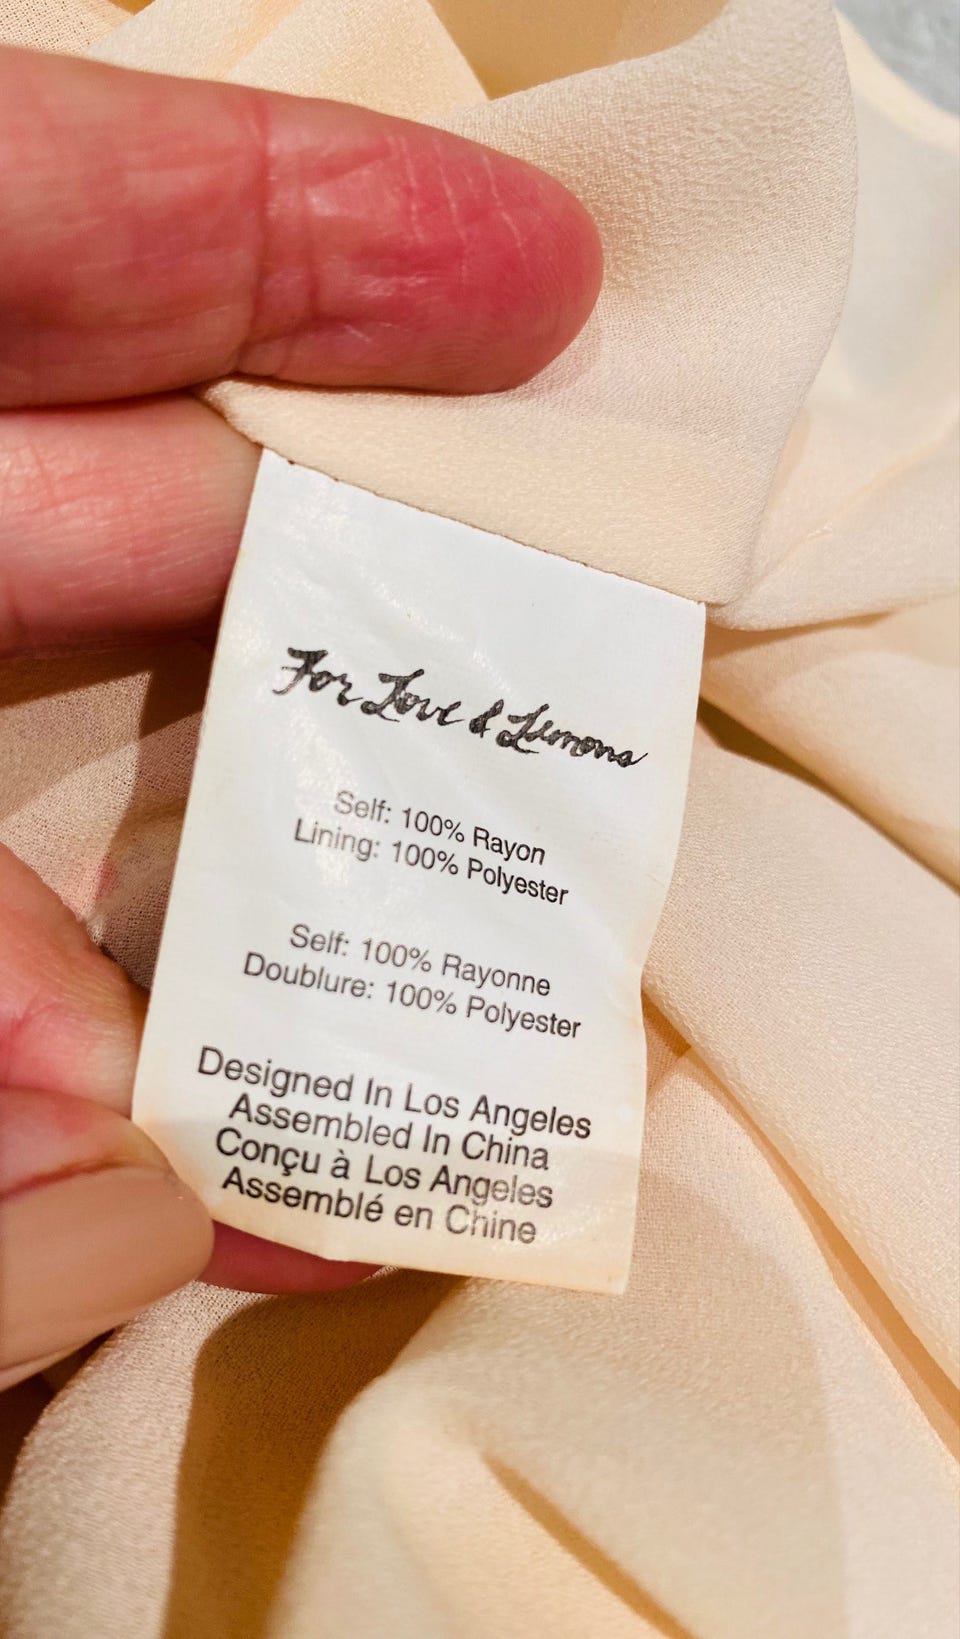 For Love & Lemons
Self: 100% Rayon
Lining: 100% Polyester
Self: 100% Rayonne
Doublure: 100% Polyester
Designed In Los Angeles
Assembled In China
Conçu à Los Angeles
Assemblé en Chine